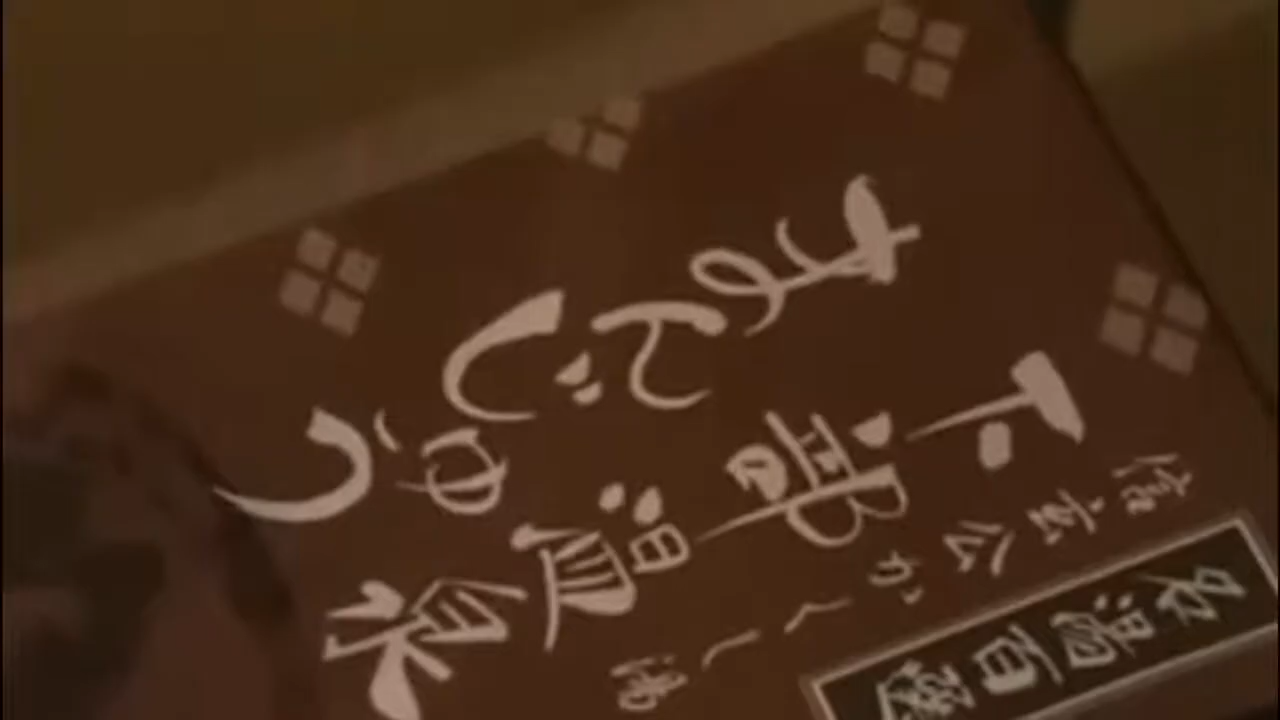 名湯百選
信玄公かくし湯
下部温泉
まんじゅう